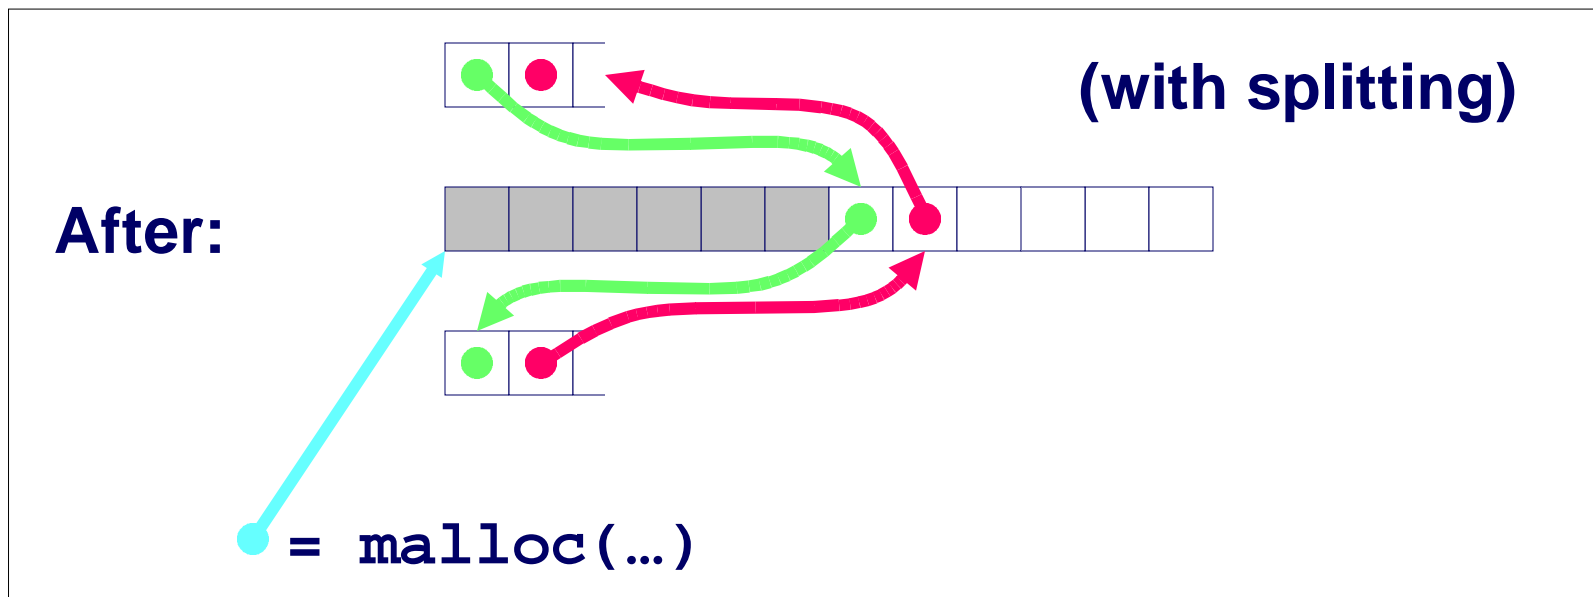 (with splitting)
After:
= malloc(…)